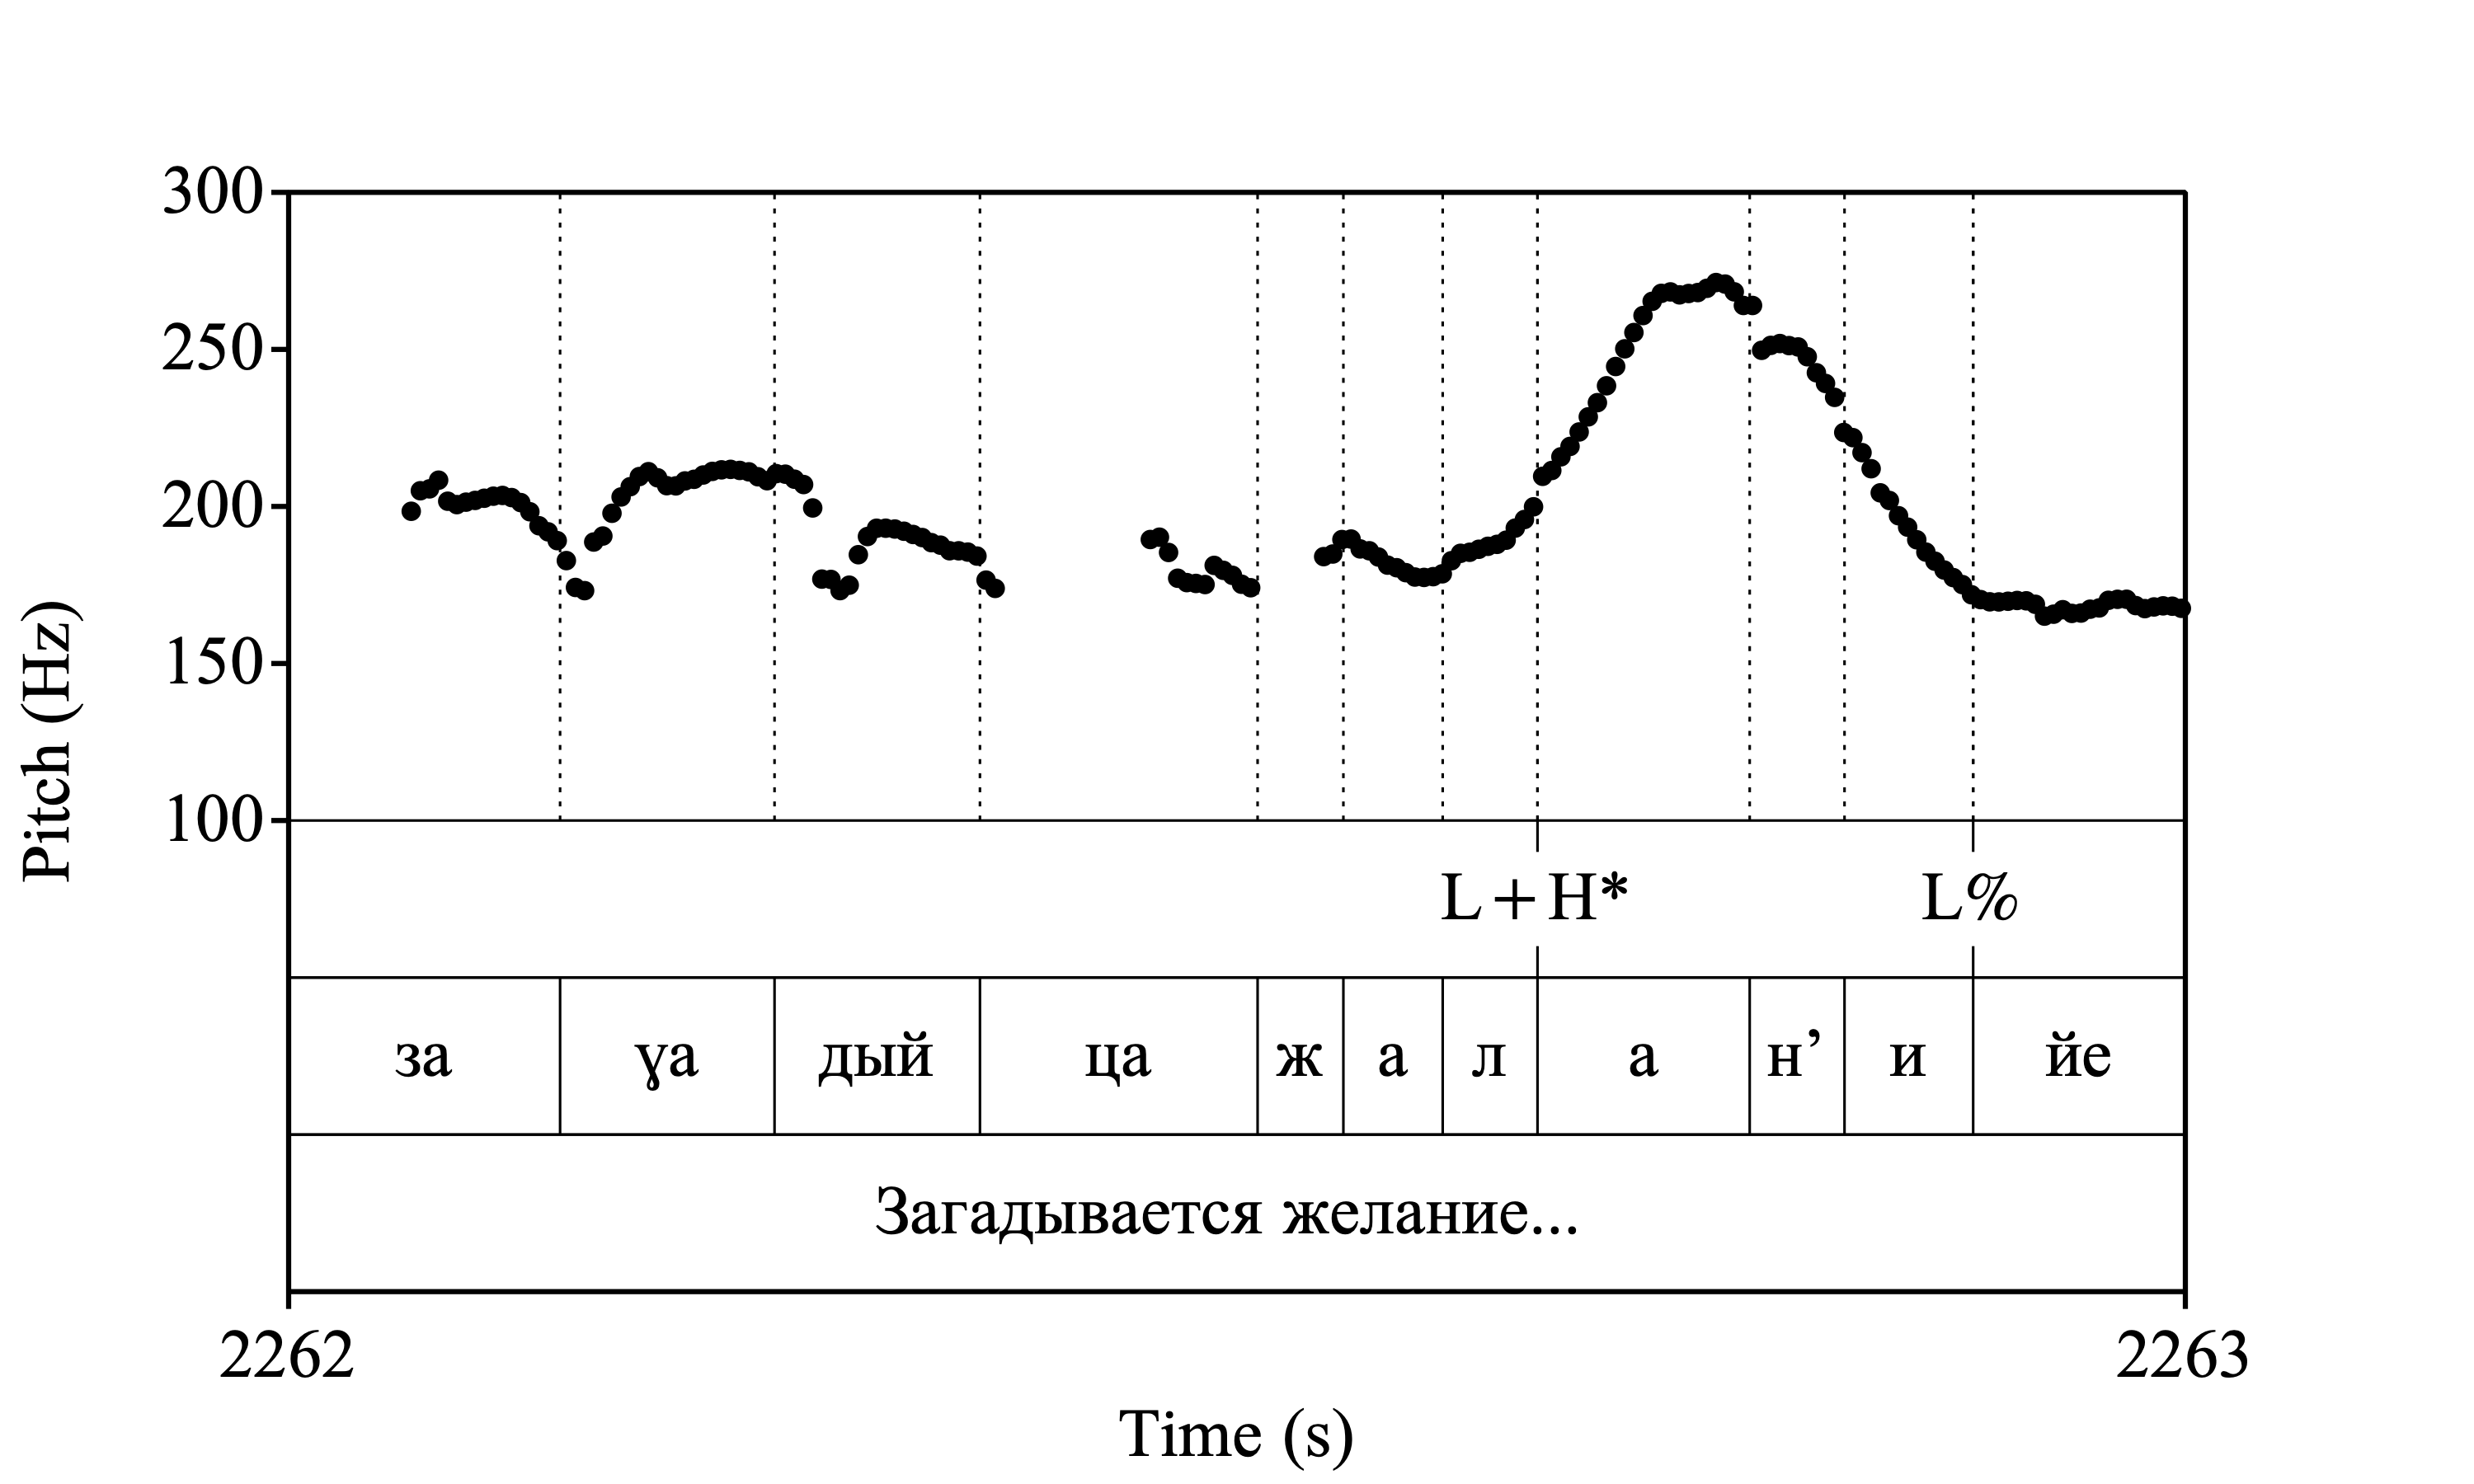 300
250
200
150
100
Pitch (Hz)
L+H* L%
за ɣа дый ца ж а л а н’ и йе
Загадывается желание...
2262 2263
Time (s)